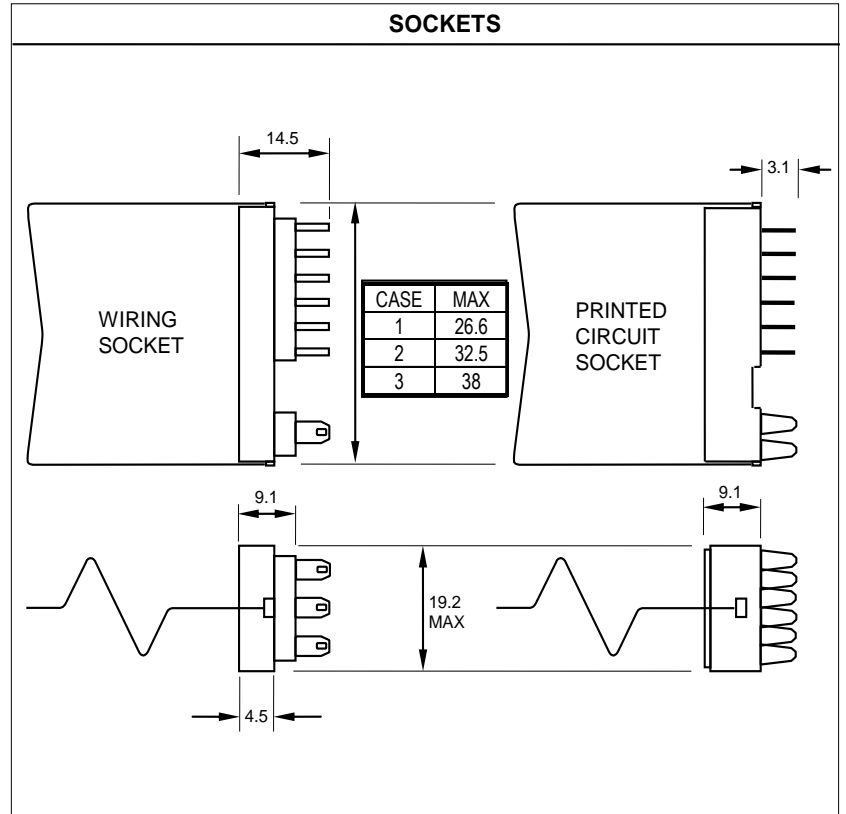 SOCKETS
14.5
3.1
WIRING
SOCKET
CASE MAX
1 26.6
2 32.5
3 38
PRINTED
CIRCUIT
SOCKET
9.1
9.1
19.2
MAX
4.5